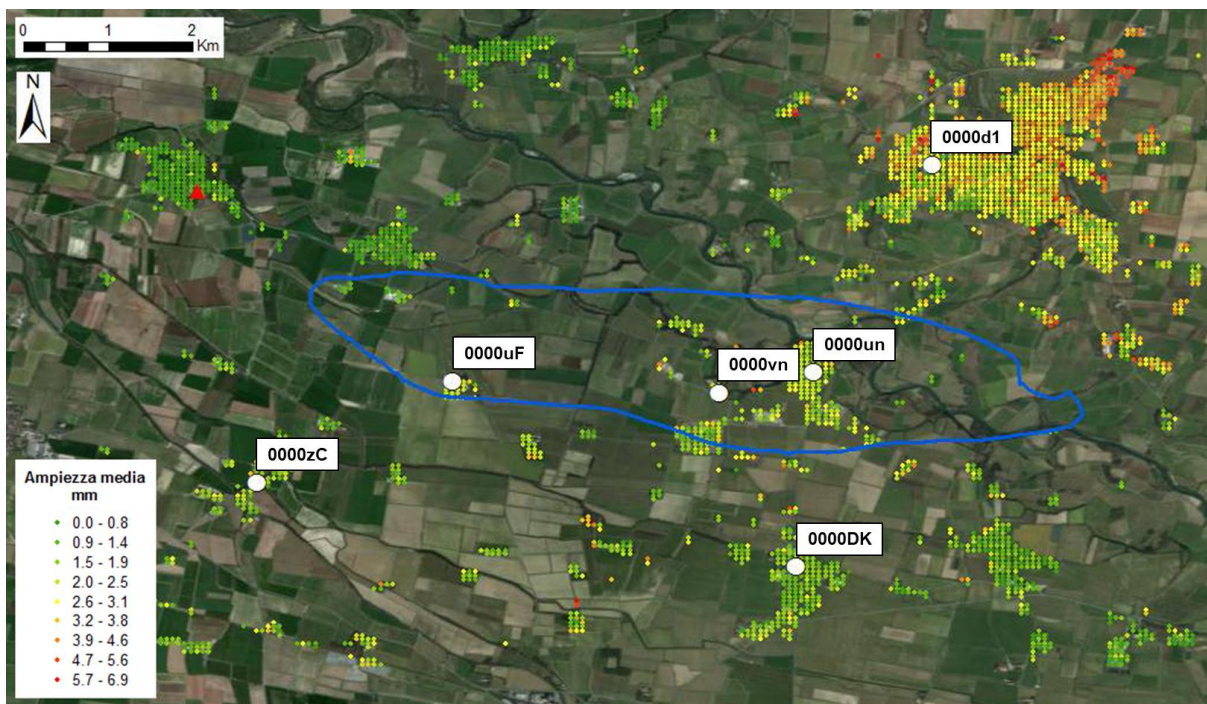 0 1 2
Km
N
0000d1
0000uF
0000vn
0000un
0000zC
0000DK
Ampiezza media
mm
0.0 - 0.8
0.9 - 1.4
1.5 - 1.9
2.0 - 2.5
2.6 - 3.1
3.2 - 3.8
3.9 - 4.6
4.7 - 5.6
5.7 - 6.9